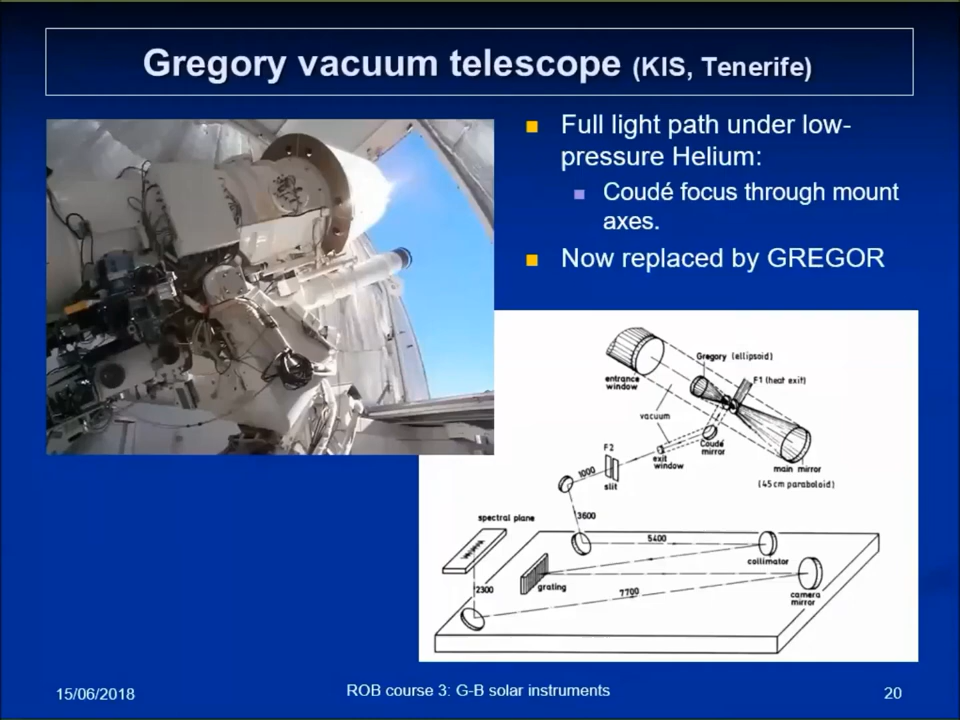 Gregory vacuum telescope (KIS, Tenerife)
Full light path under low-
pressure Helium:
Coudé focus through mount
axes.
Now replaced by GREGOR
Gregory (ellipsoid)
F1 (heat exit)
entrance
window
vacuum
Coudé
mirror
exit
window
main mirror
(45cm paraboloid)
F2
slit
1000
3600
spectral plane
5400
collimator
grating
2300
7700
camera
mirror
15/06/2018
ROB course 3: G-B solar instruments
20